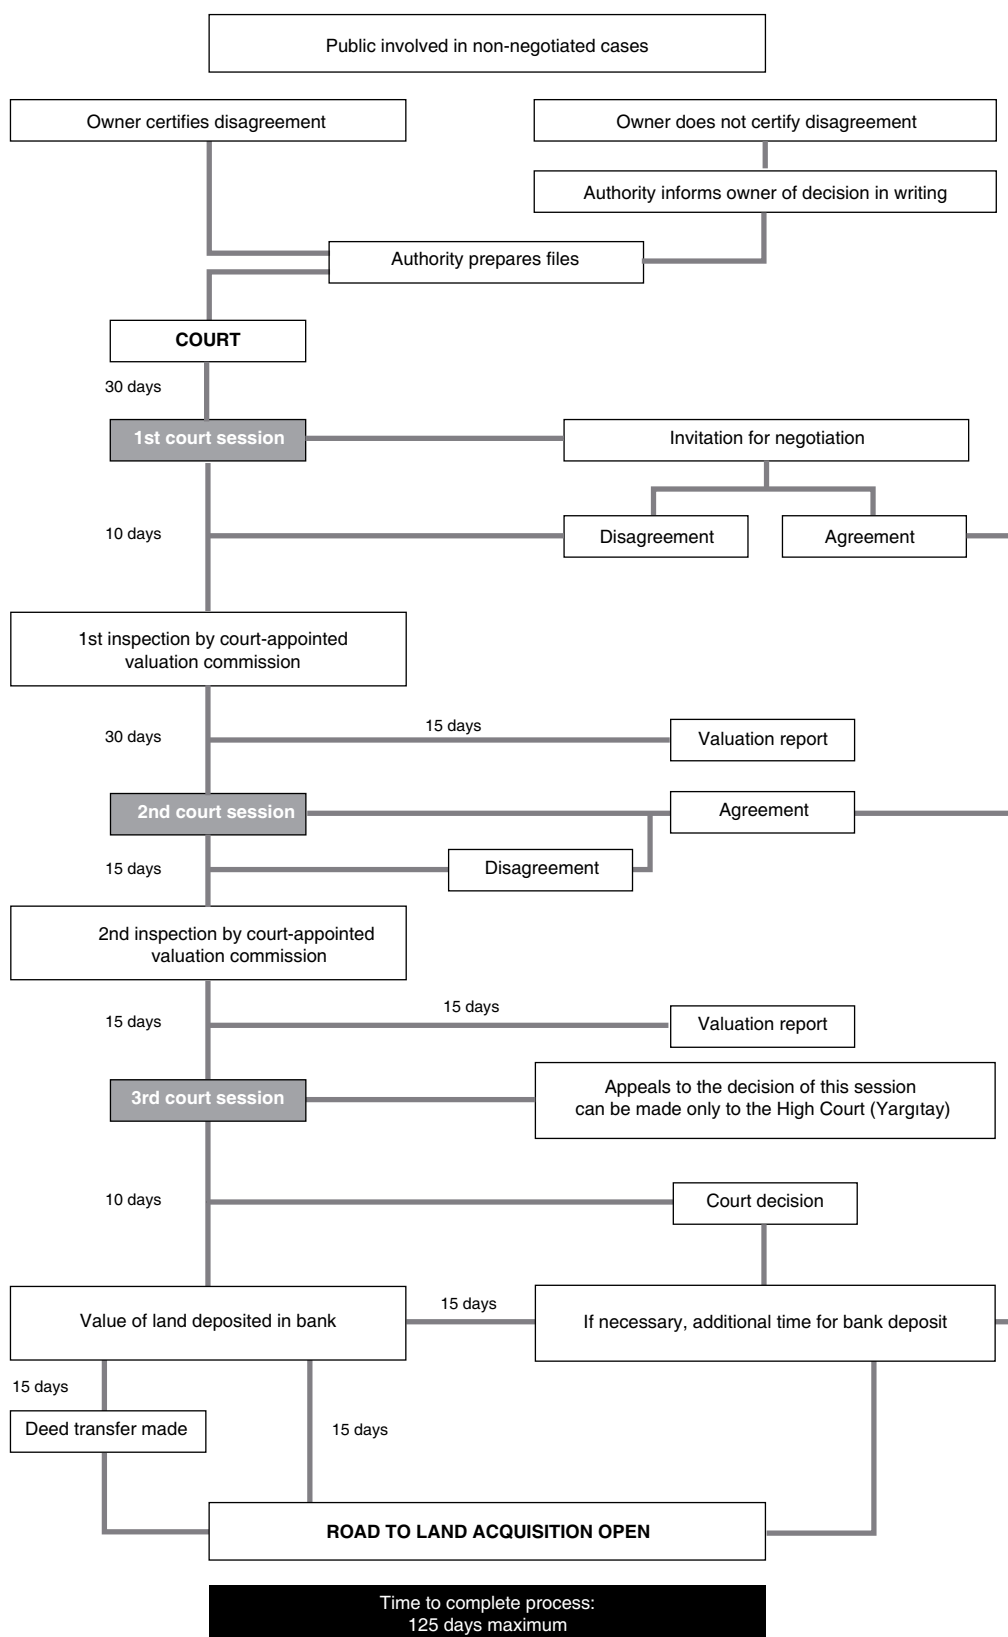 Public involved in non-negotiated cases
Owner certifies disagreement
Owner does not certify disagreement
Authority informs owner of decision in writing
Authority prepares files
COURT
30 days
1st court session
Invitation for negotiation
10 days
Disagreement
Agreement
1st inspection by court-appointed
valuation commission
15 days
30 days
Valuation report
2nd court session
Agreement
15 days
Disagreement
2nd inspection by court-appointed
valuation commission
15 days
15 days
Valuation report
3rd court session
Appeals to the decision of this session
can be made only to the High Court (Yargıtay)
10 days
Court decision
Value of land deposited in bank
15 days
If necessary, additional time for bank deposit
15 days
Deed transfer made
15 days
ROAD TO LAND ACQUISITION OPEN
Time to complete process:
125 days maximum